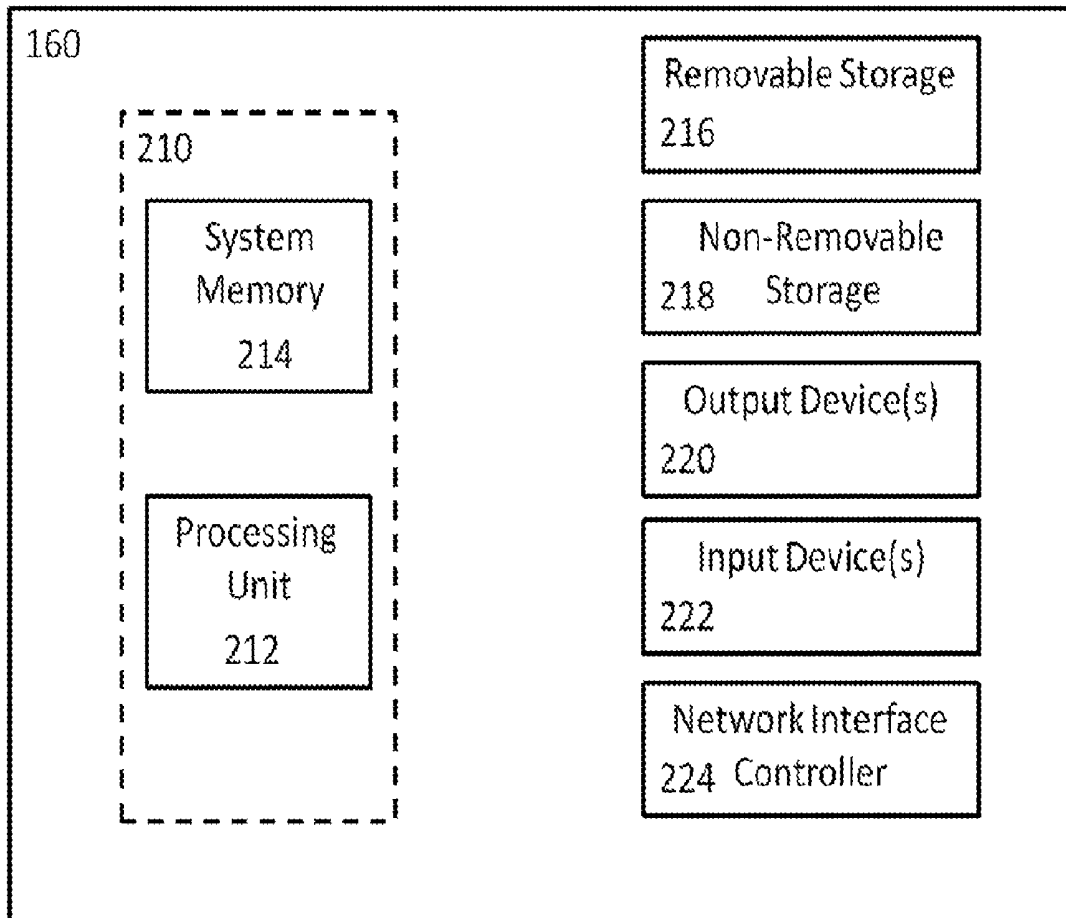 160
210
System
Memory
214
Processing
Unit
212
Removable Storage
216
Non-Removable
218 Storage
Output Device(s)
220
Input Device(s)
222
Network Interface
224 Controller